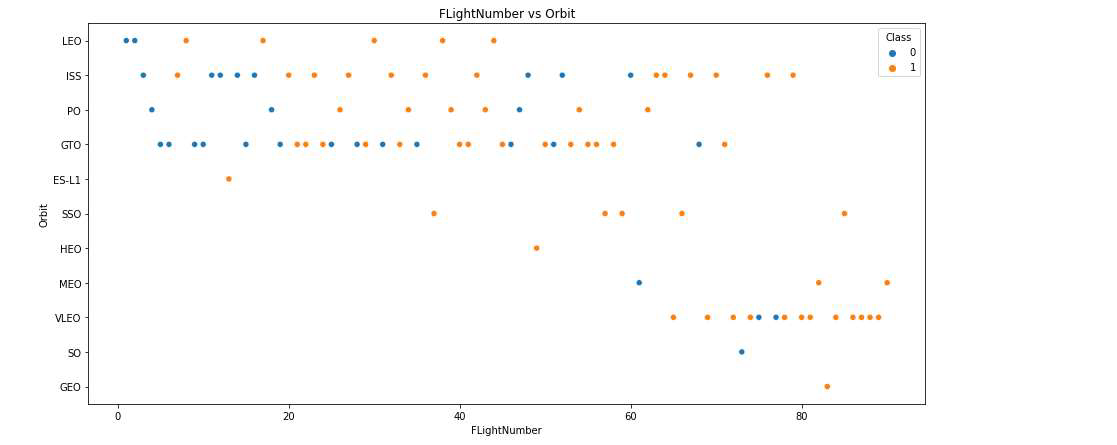 FLightNumber vs Orbit
Class
0
1
LEO
ISS
PO
GTO
ES-L1
SSO
HEO
MEO
VLEO
SO
GEO
Orbit
0 20 40 60 80
FLightNumber